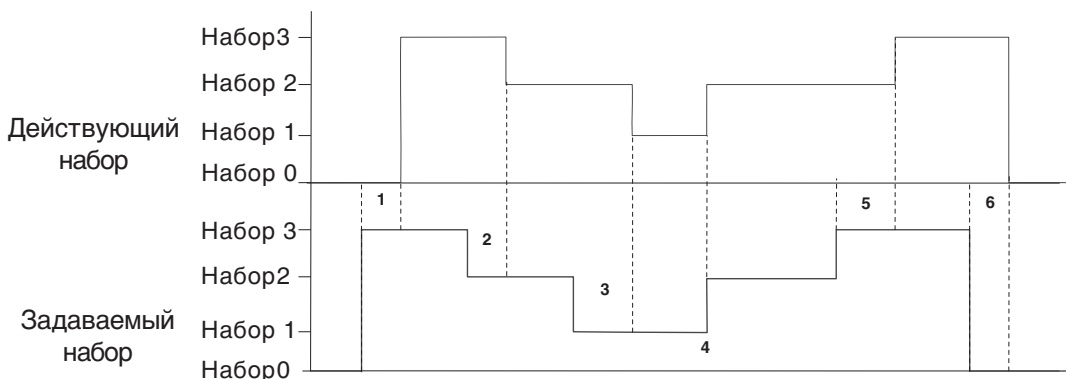 Набор3
Набор 2
Набор 1
Набор 0
Действующий
набор
1
5
6
Набор 3
2
Набор2
3
Набор 1
4
Набор0
Задаваемый
набор